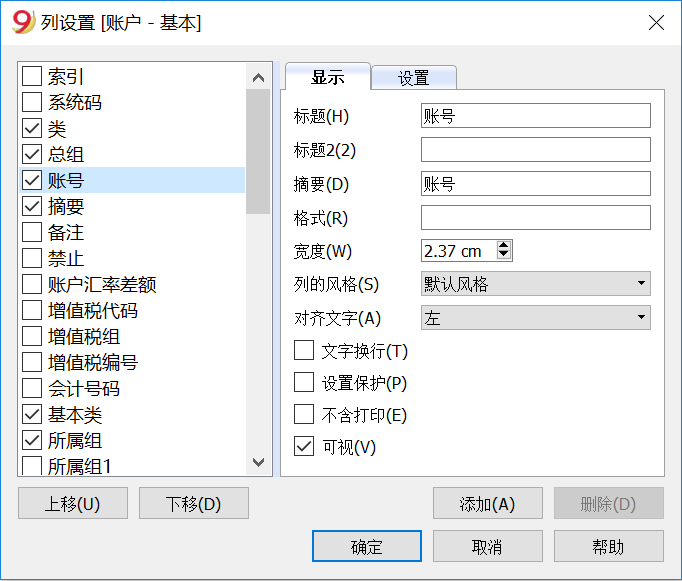 9 列设置 [账户 - 基本]
索引
系统码
类
总组
账号
摘要
备注
禁止
账户汇率差额
增值税代码
增值税组
增值税编号
会计号码
基本类
所属组
所属组1
上移(U)
下移(D)
显示
设置
标题(H) 账号
标题2(2)
摘要(D) 账号
格式(R)
宽度(W) 2.37 cm
列的风格(S) 默认风格
对齐文字(A) 左
文字换行(T)
设置保护(P)
不含打印(E)
可视(V)
添加(A)
删除(D)
确定
取消
帮助